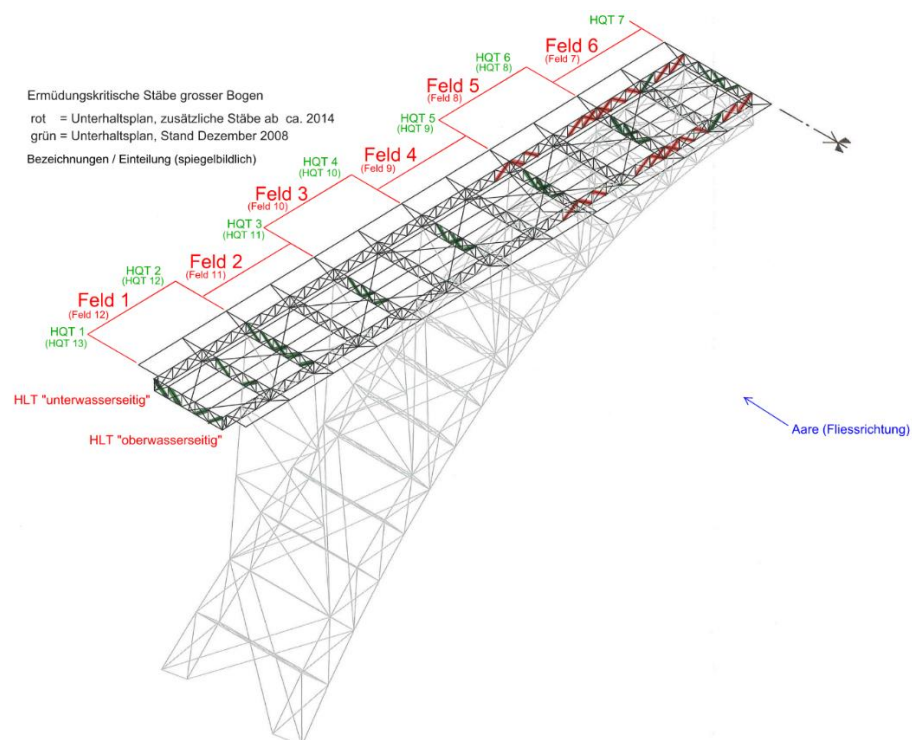 HQT 7
HQT 6
(HQT 8)
Feld 6
(Feld 7)
Feld 5
(Feld 8)
HQT 5
(HQT 9)
Feld 4
(Feld 9)
HQT 4
(HQT 10)
Feld 3
(Feld 10)
HQT 3
(HQT 11)
Feld 2
(Feld 11)
HQT 2
(HQT 12)
Feld 1
(Feld 12)
HQT 1
(HQT 13)
Ermüdungskritische Stäbe grosser Bogen
rot = Unterhaltsplan, zusätzliche Stäbe ab ca. 2014
grün = Unterhaltsplan, Stand Dezember 2008
Bezeichnungen / Einteilung (spiegelbildlich)
HLT "unterwasserseitig"
HLT "oberwasserseitig"
Aare (Fliessrichtung)